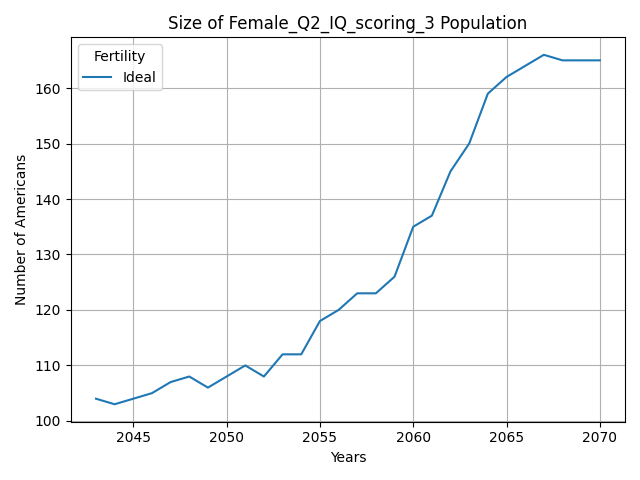 Size of Female_Q2_IQ_scoring_3 Population
Fertility
Ideal
Number of Americans
160
150
140
130
120
110
100
2045 2050 2055 2060 2065 2070
Years